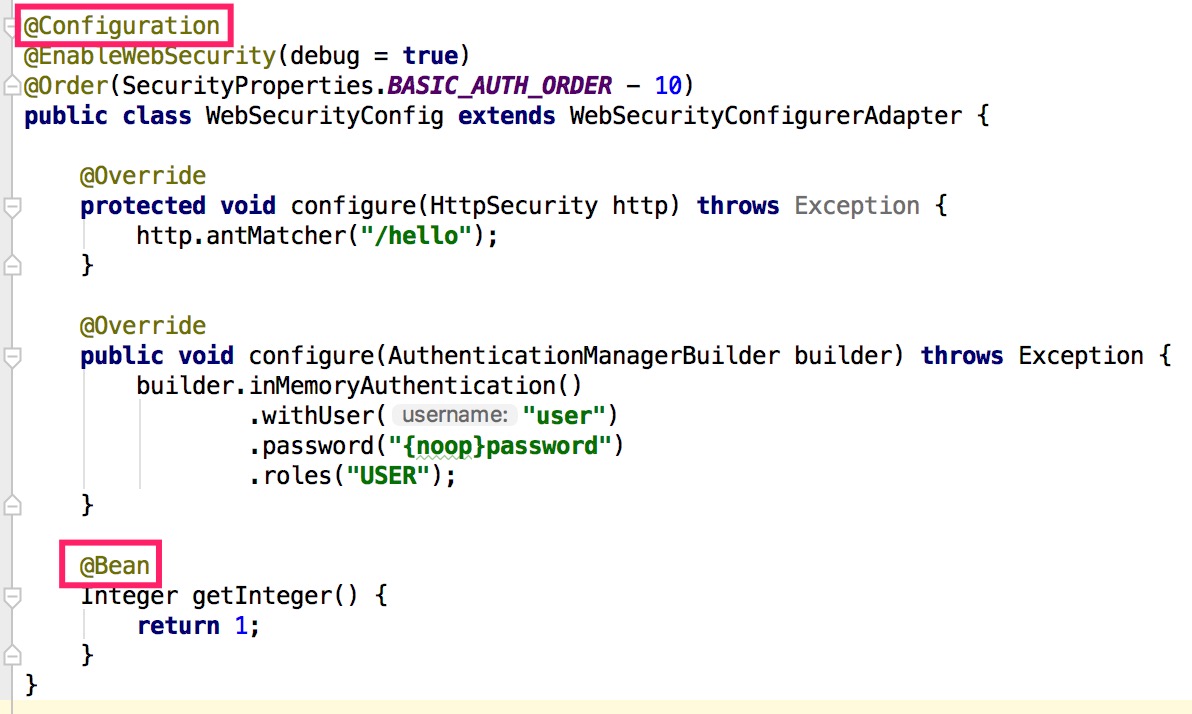 @Configuration
@EnableWebSecurity(debug = true)
@Order(SecurityProperties.BASIC_AUTH_ORDER - 10)
public class WebSecurityConfig extends WebSecurityConfigurerAdapter {
@Override
protected void configure(HttpSecurity http) throws Exception {
http.antMatcher("/hello");
}
@Override
public void configure(AuthenticationManagerBuilder builder) throws Exception {
builder.inMemoryAuthentication()
.withUser( username: "user")
.password("{noop}password")
.roles("USER");
}
@Bean
Integer getInteger() {
return 1;
}
}